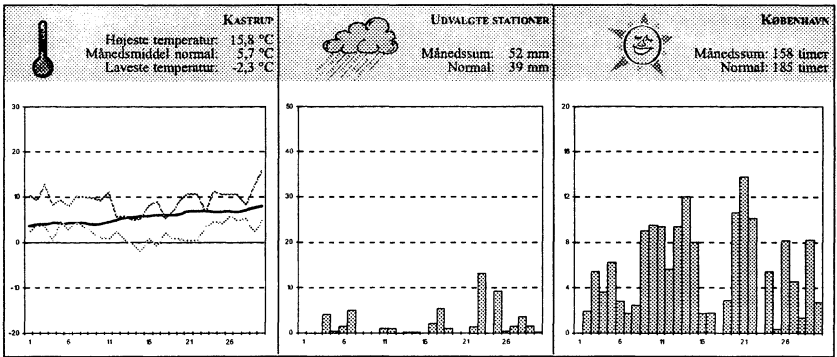 KASTRUP
Højeste temperatur: 15,8 °C
Månedsmiddel normal: 5,7 °C
Laveste temperatur: -2,3 °C
30
20
10
0
-10
-20
1 6 11 16 21 26
UDVALGTE STATIONER
Månedssum: 52 mm
Normal: 39 mm
50
40
30
20
10
0
1 6 11 16 21 26
KØBENHAVN
Månedssum: 158 timer
Normal: 185 timer
20
16
12
8
4
0
1 6 11 16 21 26